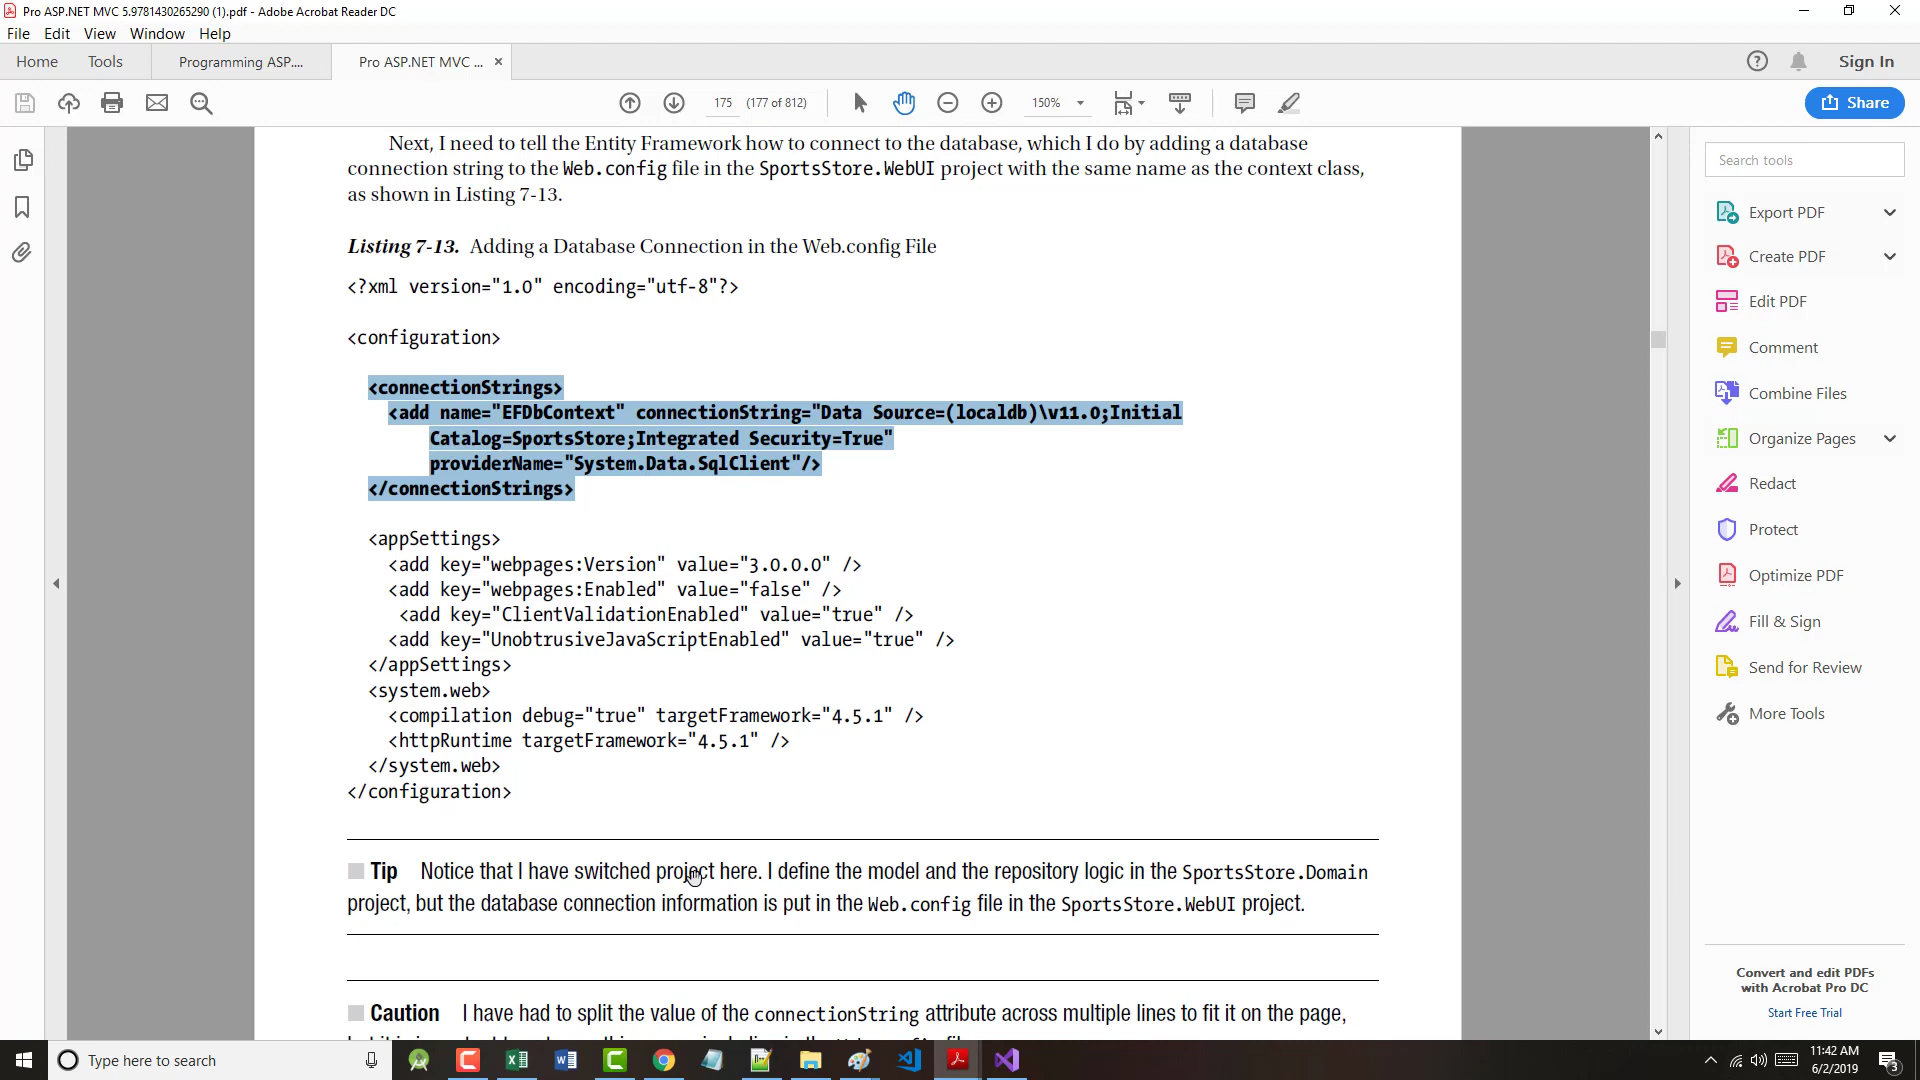 Pro ASP.NET MVC 5.9781430265290 (1).pdf - Adobe Acrobat Reader DC
File Edit View Window Help
Home Tools Programming ASP.... Pro ASP.NET MVC ... × Sign In
175 (177 of 812) 150% Share
Next, I need to tell the Entity Framework how to connect to the database, which I do by adding a database
connection string to the Web.config file in the SportsStore.WebUI project with the same name as the context class,
as shown in Listing 7-13.
Listing 7-13. Adding a Database Connection in the Web.config File
<?xml version="1.0" encoding="utf-8"?>
<configuration>
<connectionStrings>
<add name="EFDbContext" connectionString="Data Source=(localdb)\v11.0;Initial
Catalog=SportsStore;Integrated Security=True"
providerName="System.Data.SqlClient"/>
</connectionStrings>
<appSettings>
<add key="webpages:Version" value="3.0.0.0" />
<add key="webpages:Enabled" value="false" />
<add key="ClientValidationEnabled" value="true" />
<add key="UnobtrusiveJavaScriptEnabled" value="true" />
</appSettings>
<system.web>
<compilation debug="true" targetFramework="4.5.1" />
<httpRuntime targetFramework="4.5.1" />
</system.web>
</configuration>
Tip Notice that I have switched project here. I define the model and the repository logic in the SportsStore.Domain
project, but the database connection information is put in the Web.config file in the SportsStore.WebUI project.
Caution I have had to split the value of the connectionString attribute across multiple lines to fit it on the page,
Search tools
Export PDF
Create PDF
Edit PDF
Comment
Combine Files
Organize Pages
Redact
Protect
Optimize PDF
Fill & Sign
Send for Review
More Tools
Convert and edit PDFs
with Acrobat Pro DC
Start Free Trial
Type here to search
11:42 AM
6/2/2019
3